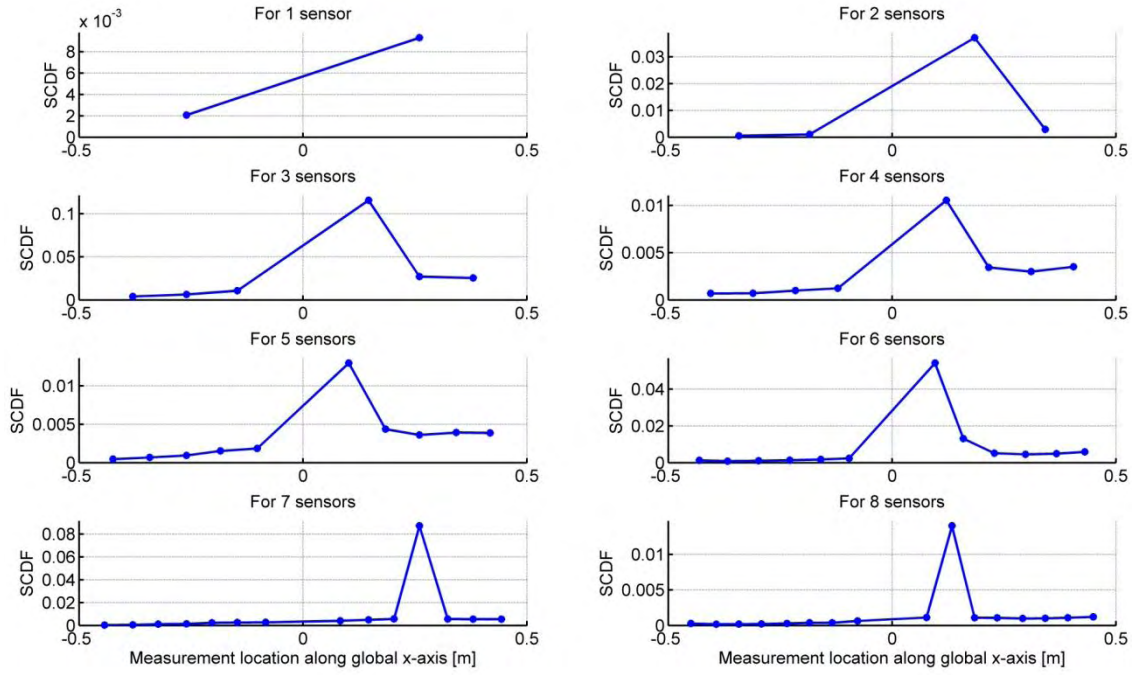 For 1 sensor
x 10⁻³
SCDF
8
6
4
2
0
-0.5
0
0.5
For 2 sensors
SCDF
0.03
0.02
0.01
0
-0.5
0
0.5
For 3 sensors
SCDF
0.1
0.05
0
-0.5
0
0.5
For 4 sensors
SCDF
0.01
0.005
0
-0.5
0
0.5
For 5 sensors
SCDF
0.01
0.005
0
-0.5
0
0.5
For 6 sensors
SCDF
0.04
0.02
0
-0.5
0
0.5
For 7 sensors
SCDF
0.08
0.06
0.04
0.02
0
-0.5
0
0.5
Measurement location along global x-axis [m]
For 8 sensors
SCDF
0.01
0.005
0
-0.5
0
0.5
Measurement location along global x-axis [m]